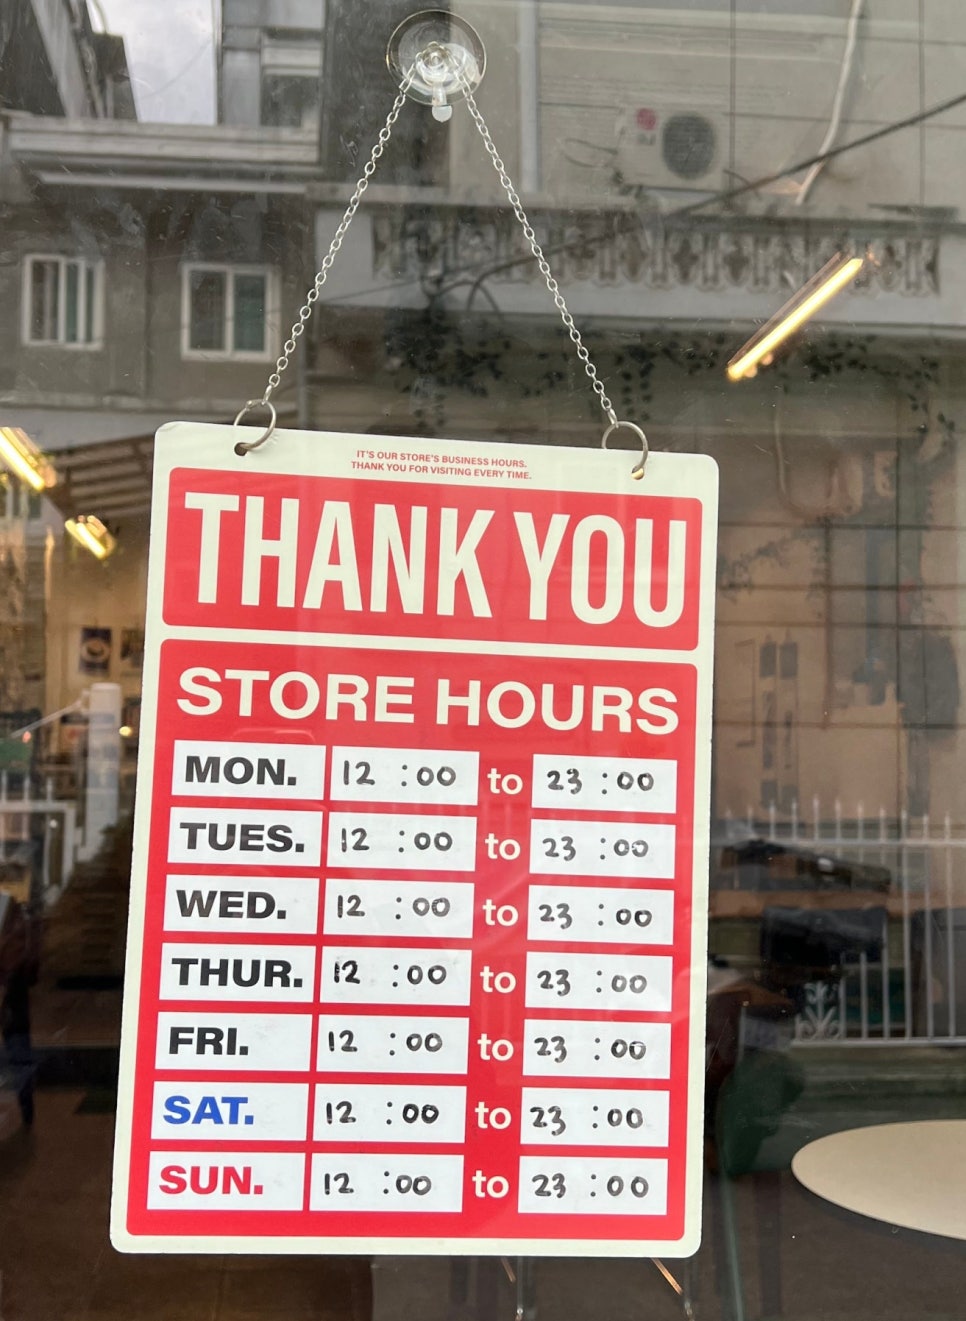 IT'S OUR STORE'S BUSINESS HOURS.
THANK YOU FOR VISITING EVERY TIME.
THANK YOU
STORE HOURS
MON. 12 :00 to 23 :00
TUES. 12 :00 to 23 :00
WED. 12 :00 to 23 :00
THUR. 12 :00 to 23 :00
FRI. 12 :00 to 23 :00
SAT. 12 :00 to 23 :00
SUN. 12 :00 to 23 :00